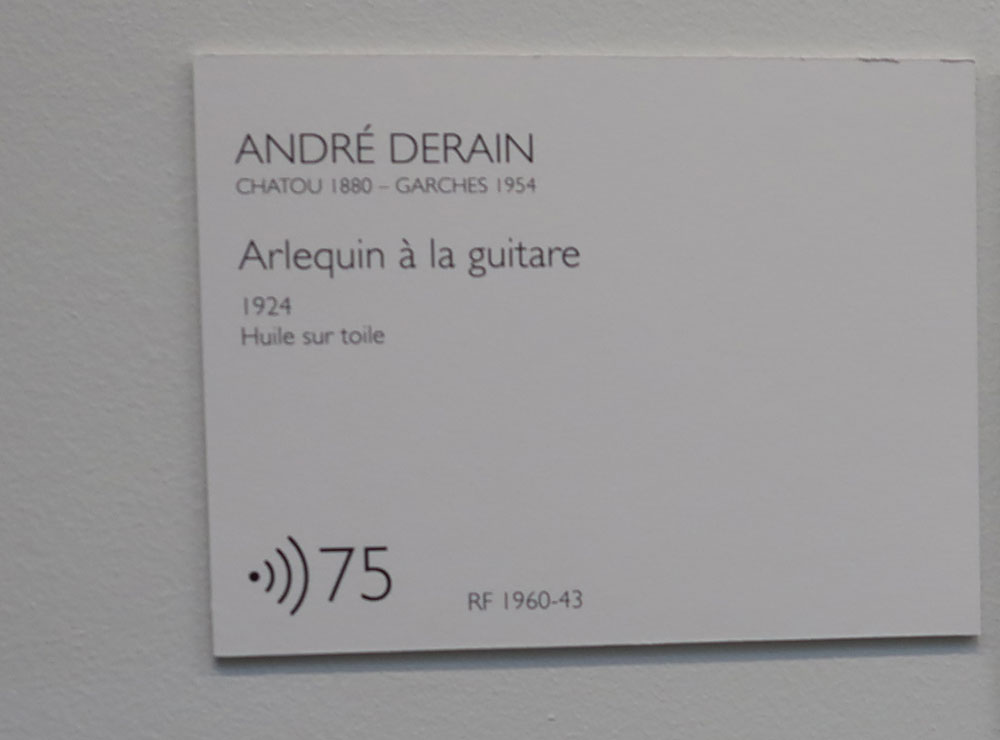 ANDRÉ DERAIN
CHATOU 1880 – GARCHES 1954
Arlequin à la guitare
1924
Huile sur toile
75
RF 1960-43